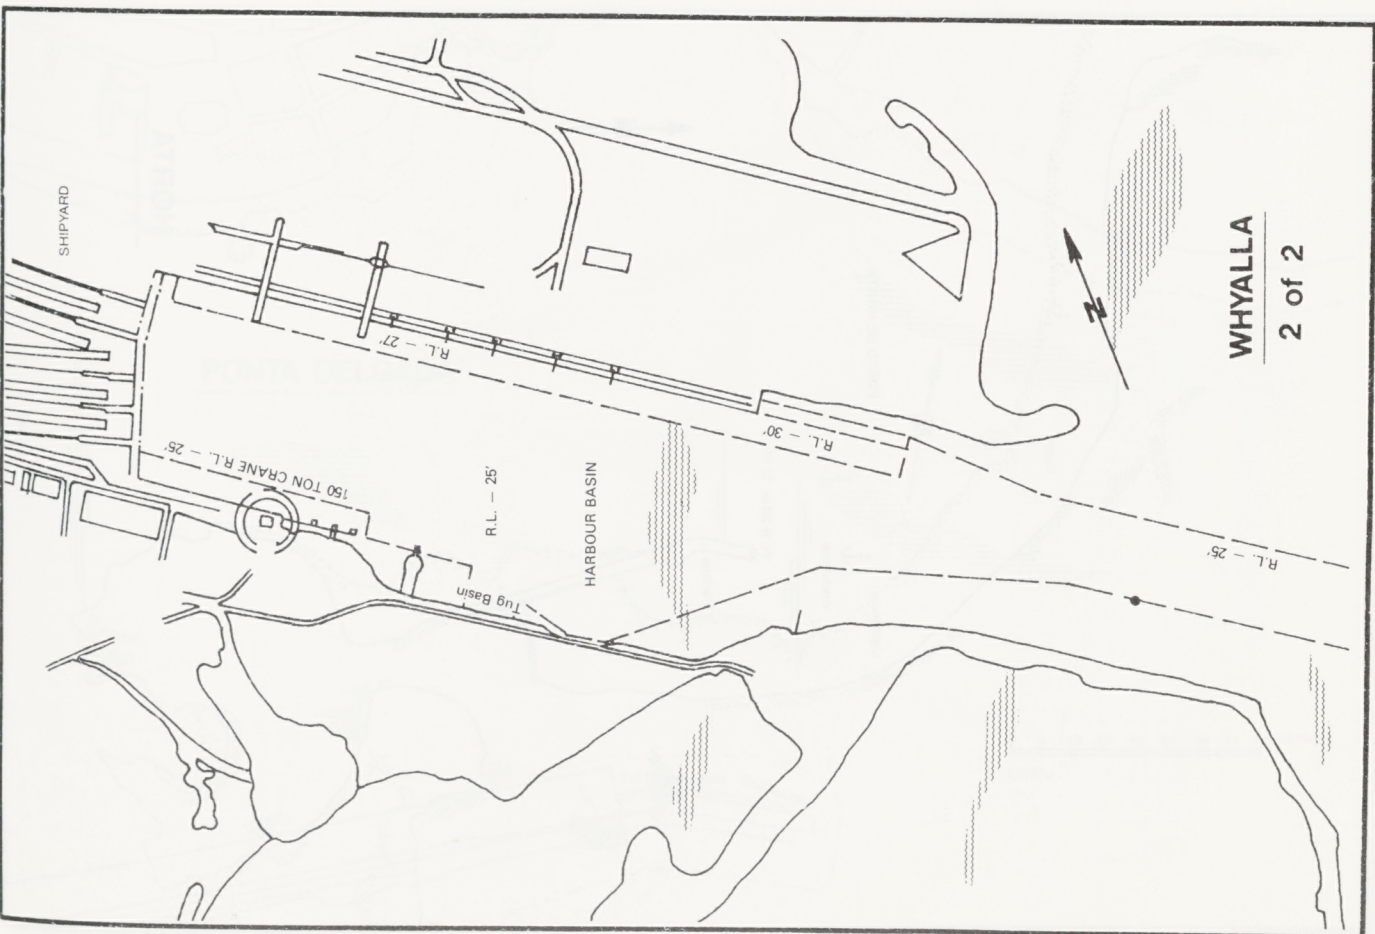 SHIPYARD
R.L. – 27'
150 TON CRANE R.L. – 25'
R.L. – 25'
HARBOUR BASIN
Tug Basin
R.L. – 30'
R.L. – 25'
N
WHYALLA
2 of 2